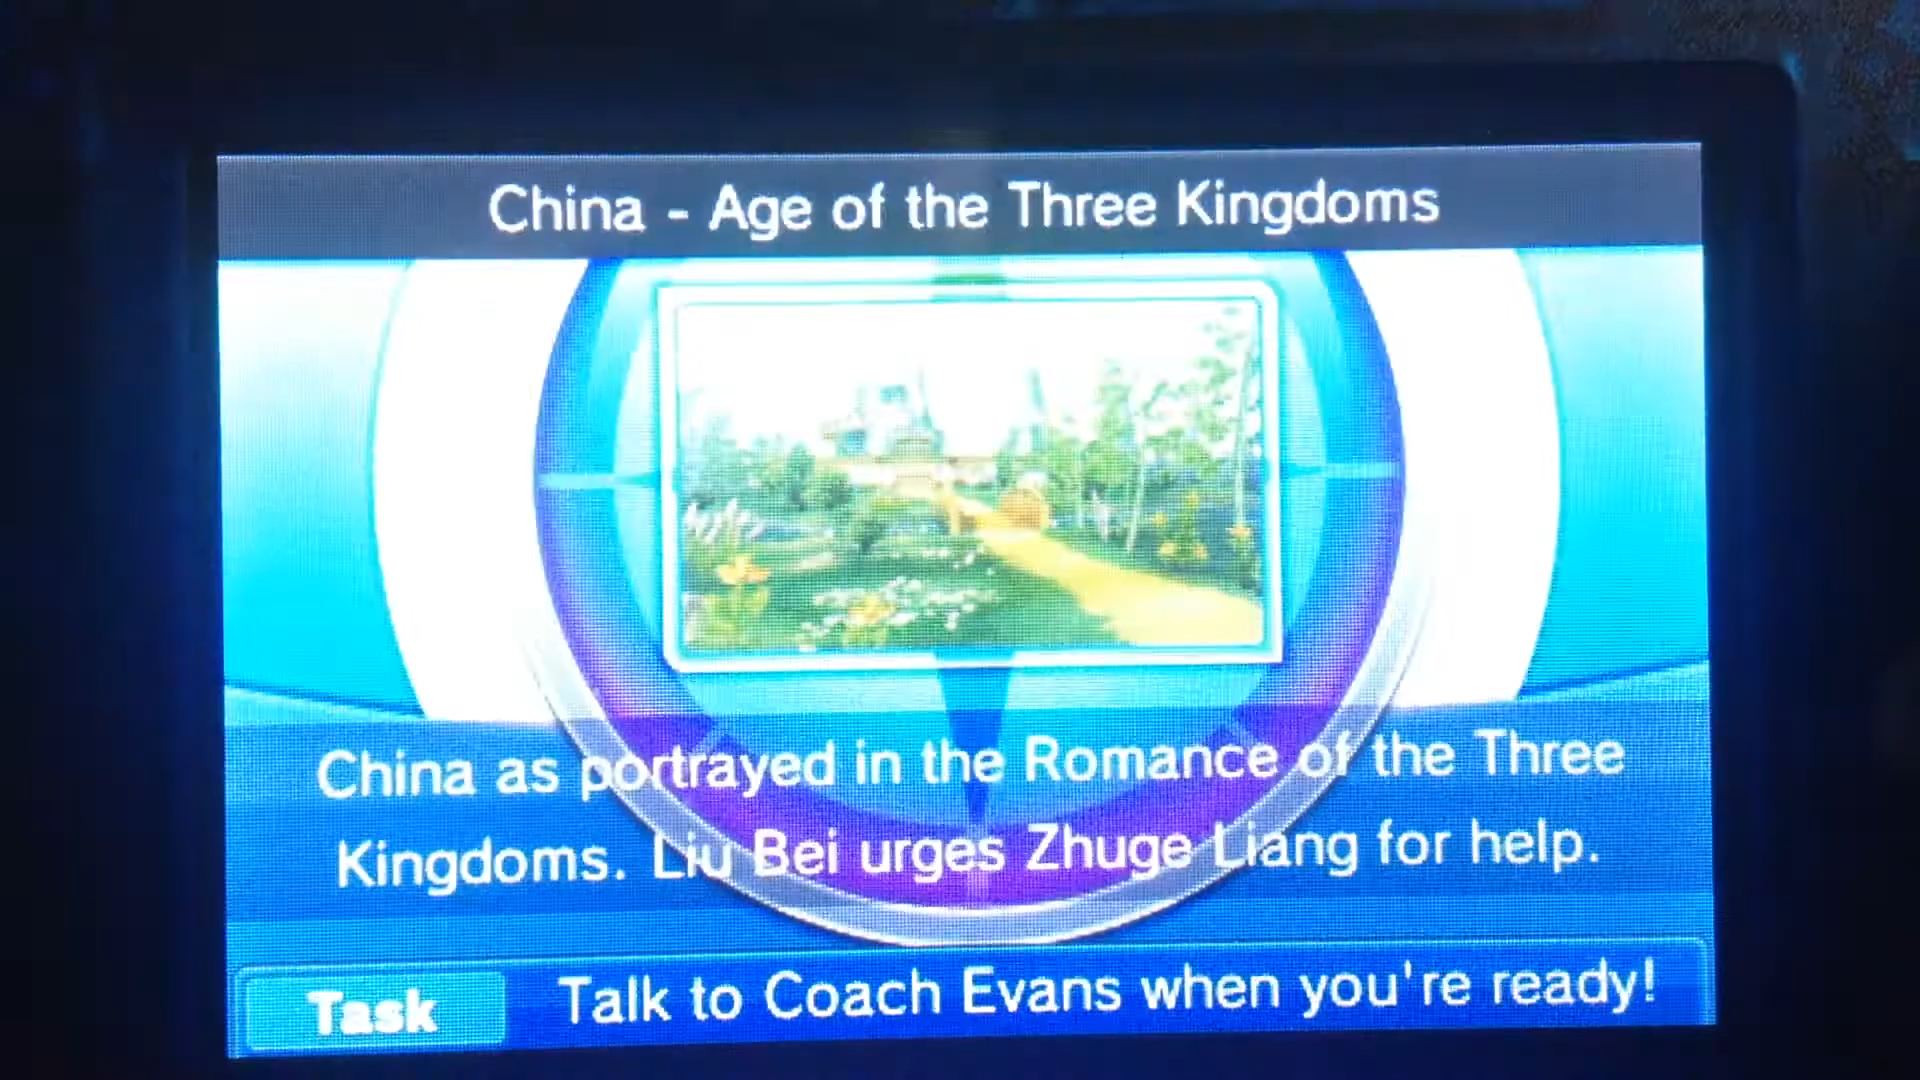 China - Age of the Three Kingdoms
China as portrayed in the Romance of the Three
Kingdoms. Liu Bei urges Zhuge Liang for help.
Task
Talk to Coach Evans when you're ready!